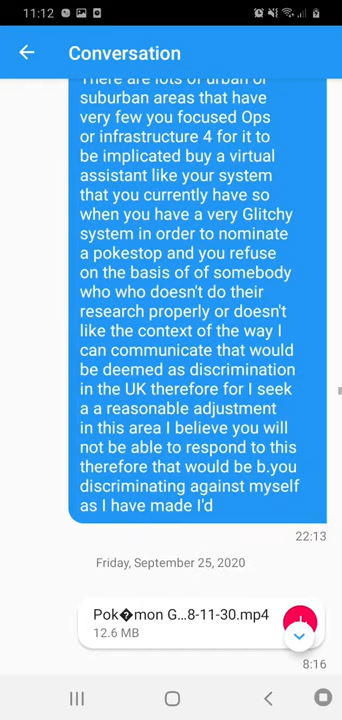 11:12
Conversation
There are lots of urban or
suburban areas that have
very few you focused Ops
or infrastructure 4 for it to
be implicated buy a virtual
assistant like your system
that you currently have so
when you have a very Glitchy
system in order to nominate
a pokestop and you refuse
on the basis of of somebody
who who doesn't do their
research properly or doesn't
like the context of the way I
can communicate that would
be deemed as discrimination
in the UK therefore for I seek
a a reasonable adjustment
in this area I believe you will
not be able to respond to this
therefore that would be b.you
discriminating against myself
as I have made I'd
22:13
Friday, September 25, 2020
Pok�mon G...8-11-30.mp4
12.6 MB
8:16